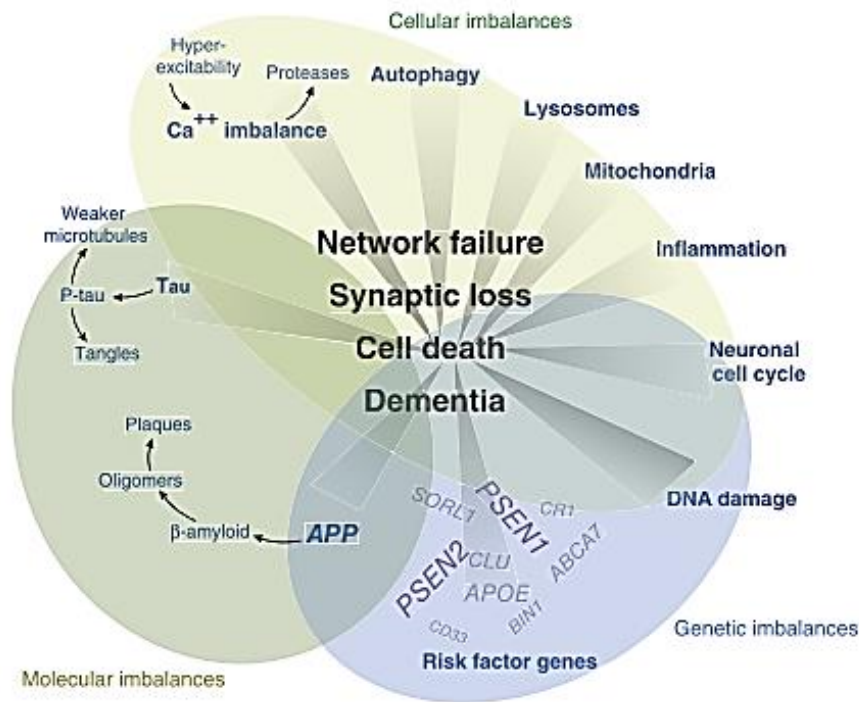 Cellular imbalances
Hyper-
excitability
Proteases
Autophagy
Ca++ imbalance
Lysosomes
Mitochondria
Weaker
microtubules
Network failure
Inflammation
P-tau
Tau
Synaptic loss
Tangles
Cell death
Neuronal
cell cycle
Dementia
Plaques
Oligomers
β-amyloid
APP
SORL1
PSEN1
CR1
DNA damage
PSEN2
CLU
ABCA7
APOE
BIN1
CD33
Genetic imbalances
Risk factor genes
Molecular imbalances